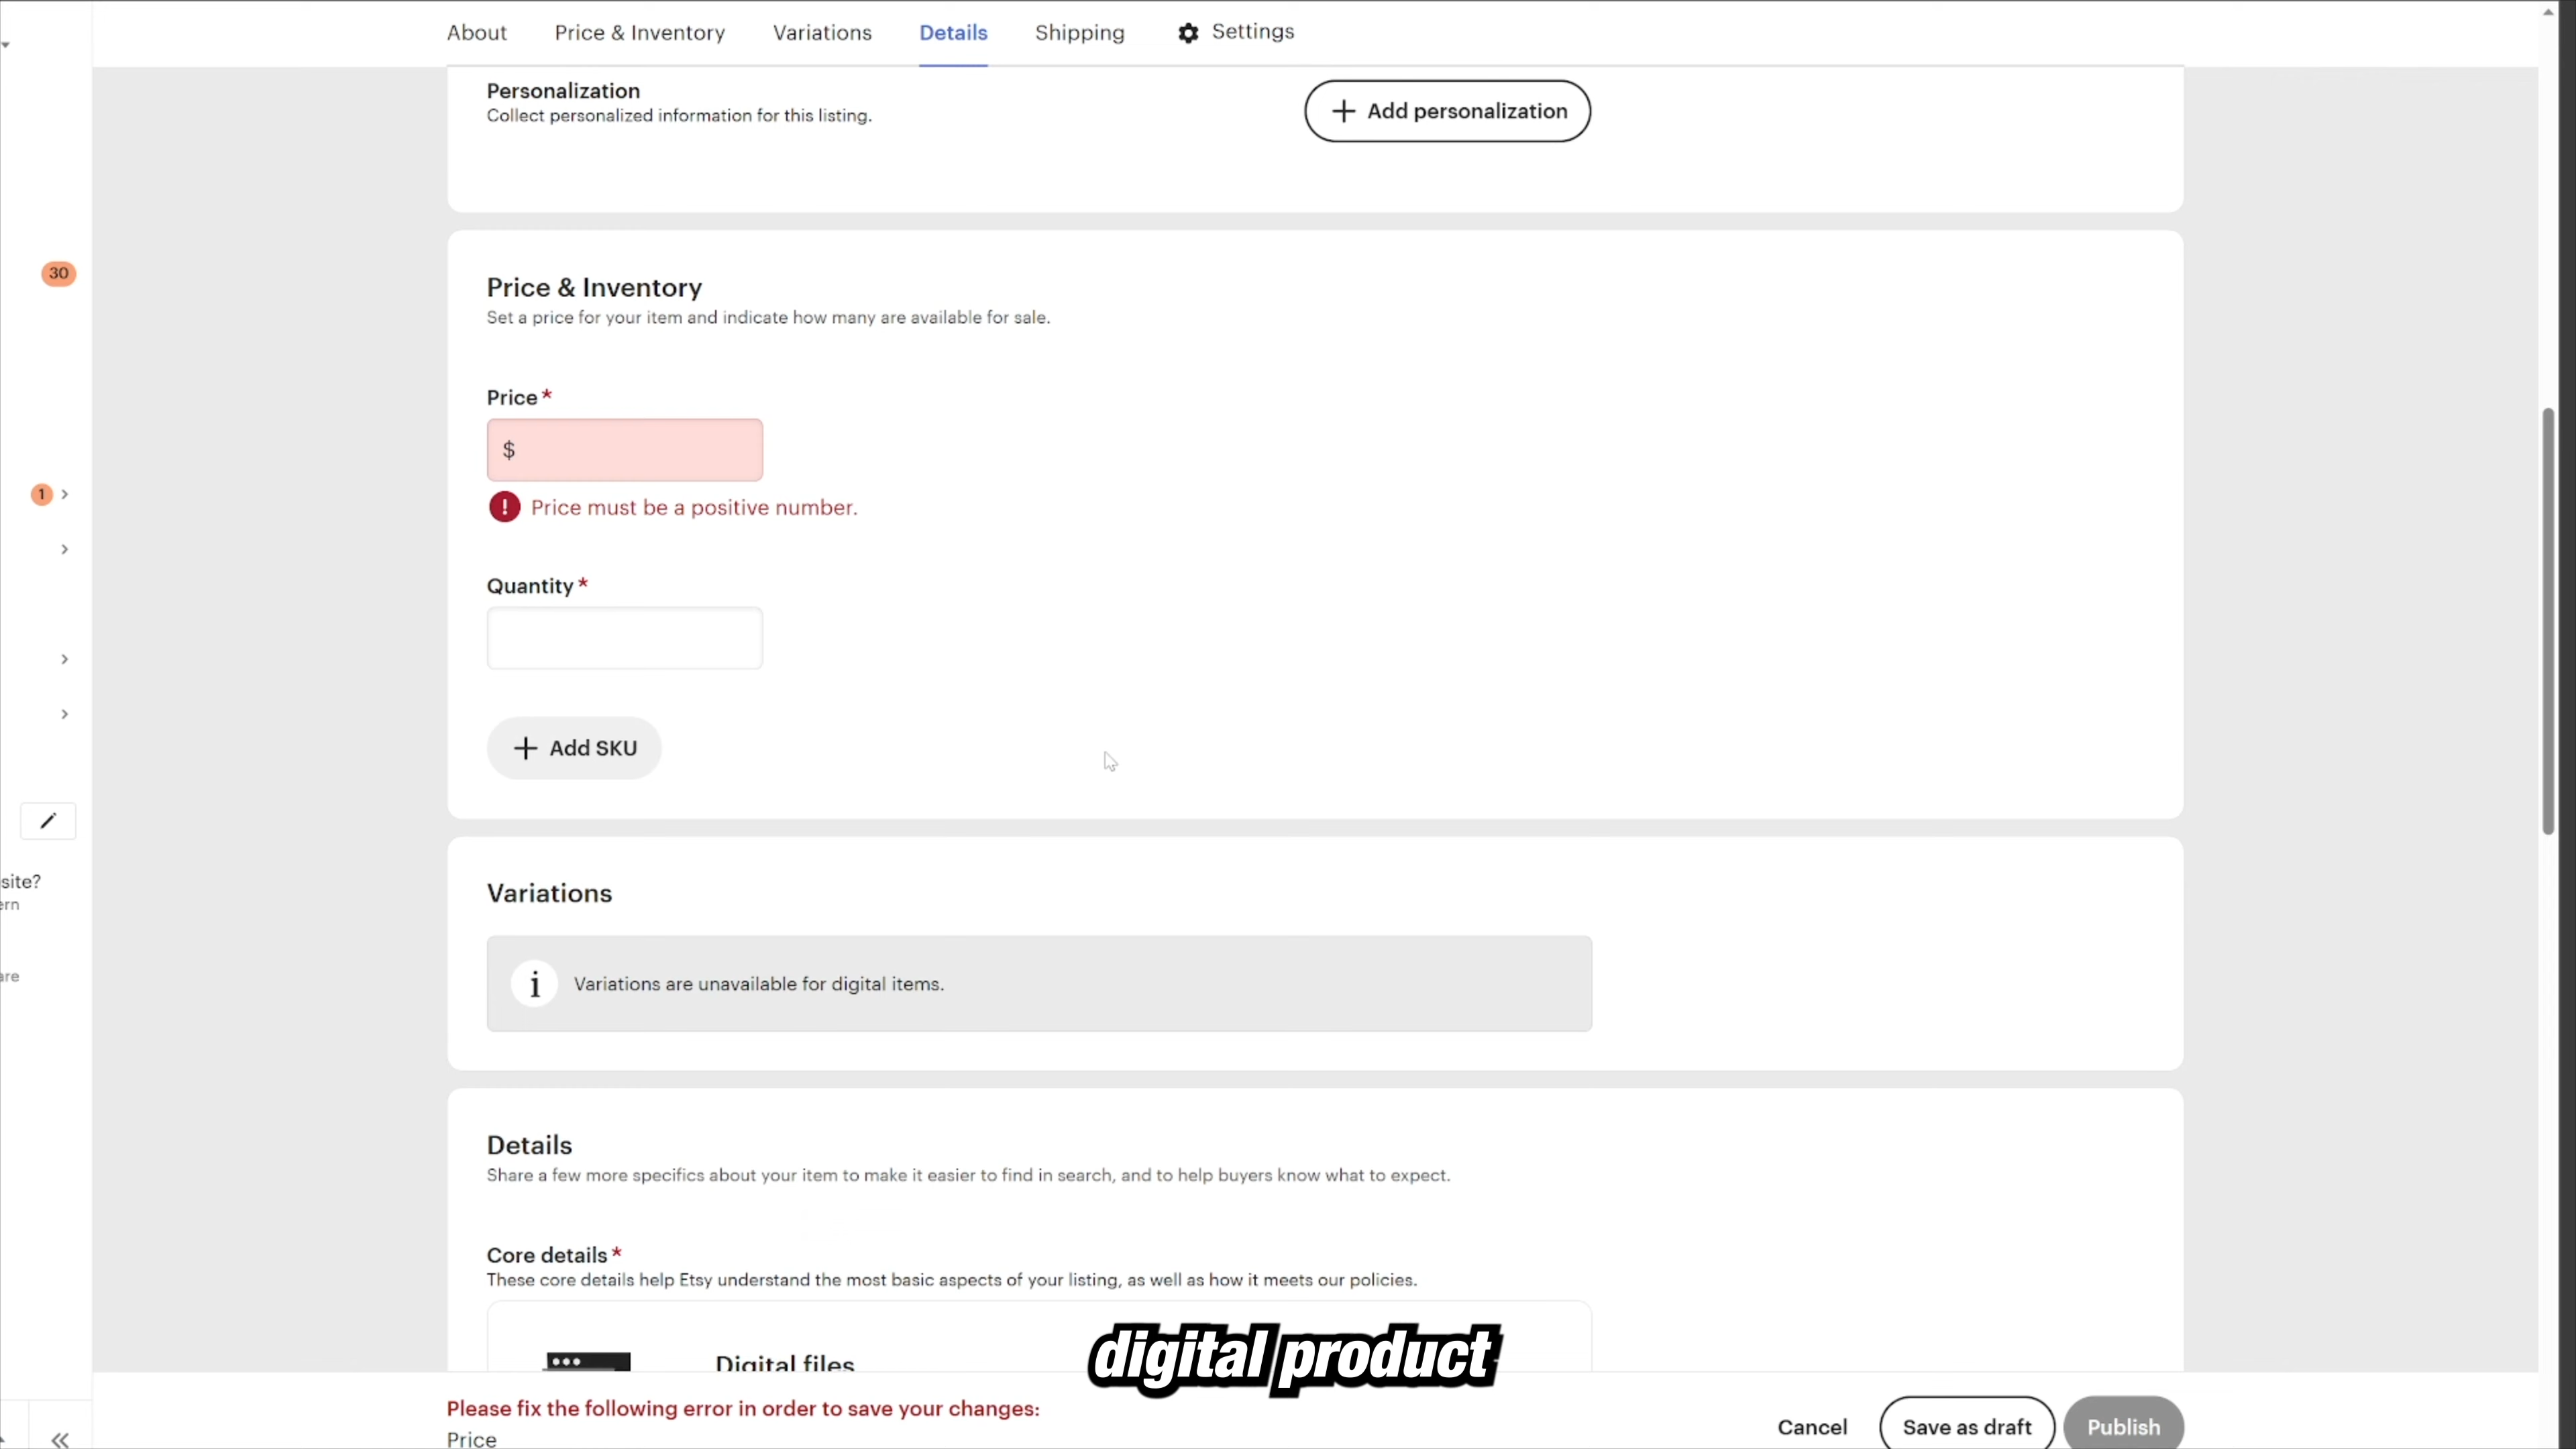 About Price & Inventory Variations Details Shipping Settings
Personalization
Collect personalized information for this listing.
+ Add personalization
30
Price & Inventory
Set a price for your item and indicate how many are available for sale.
Price *
$
1
! Price must be a positive number.
Quantity *
+ Add SKU
site?
ern
are
Variations
i Variations are unavailable for digital items.
Details
Share a few more specifics about your item to make it easier to find in search, and to help buyers know what to expect.
Core details *
These core details help Etsy understand the most basic aspects of your listing, as well as how it meets our policies.
Digital files
digital product
Please fix the following error in order to save your changes:
Price
Cancel Save as draft Publish